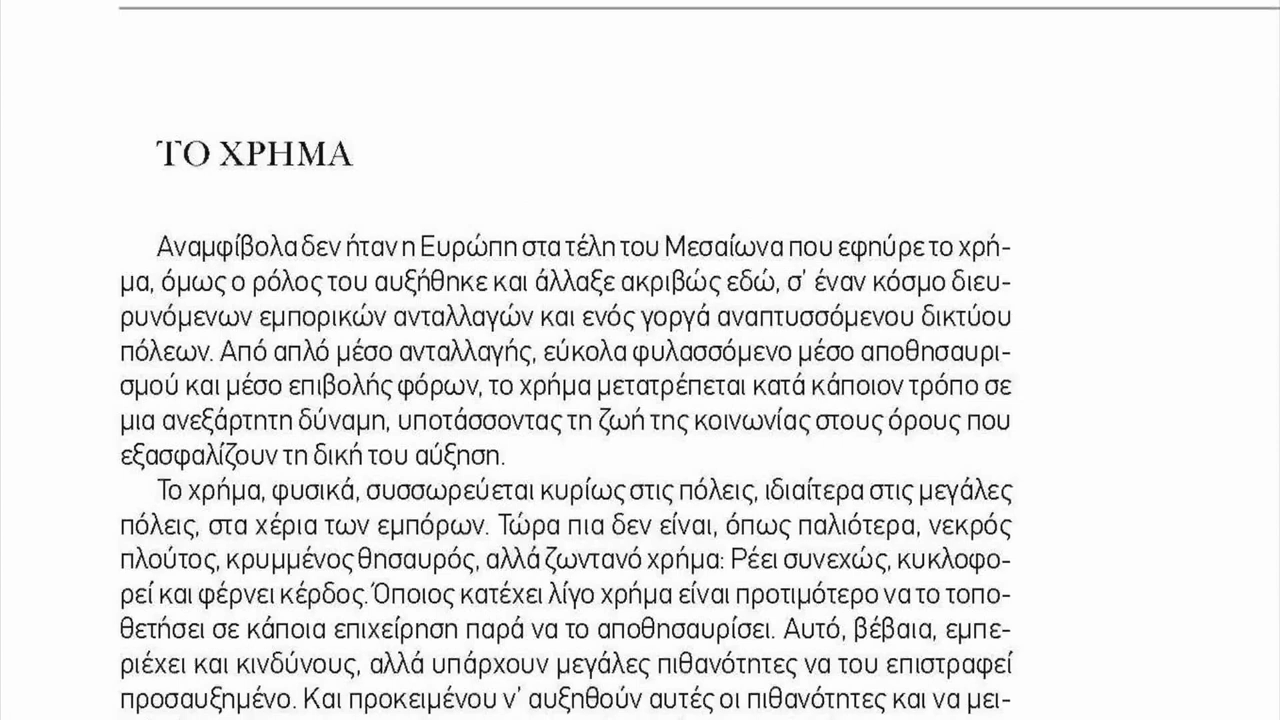 ΤΟ ΧΡΗΜΑ
Αναμφίβολα δεν ήταν η Ευρώπη στα τέλη του Μεσαίωνα που εφηύρε το χρή-
μα, όμως ο ρόλος του αυξήθηκε και άλλαξε ακριβώς εδώ, σ’ έναν κόσμο διευ-
ρυνόμενων εμπορικών ανταλλαγών και ενός γοργά αναπτυσσόμενου δικτύου
πόλεων. Από απλό μέσο ανταλλαγής, εύκολα φυλασσόμενο μέσο αποθησαυρι-
σμού και μέσο επιβολής φόρων, το χρήμα μετατρέπεται κατά κάποιον τρόπο σε
μια ανεξάρτητη δύναμη, υποτάσσοντας τη ζωή της κοινωνίας στους όρους που
εξασφαλίζουν τη δική του αύξηση.
Το χρήμα, φυσικά, συσσωρεύεται κυρίως στις πόλεις, ιδιαίτερα στις μεγάλες
πόλεις, στα χέρια των εμπόρων. Τώρα πια δεν είναι, όπως παλιότερα, νεκρός
πλούτος, κρυμμένος θησαυρός, αλλά ζωντανό χρήμα: Ρέει συνεχώς, κυκλοφο-
ρεί και φέρνει κέρδος. Όποιος κατέχει λίγο χρήμα είναι προτιμότερο να το τοπο-
θετήσει σε κάποια επιχείρηση παρά να το αποθησαυρίσει. Αυτό, βέβαια, εμπε-
ριέχει και κινδύνους, αλλά υπάρχουν μεγάλες πιθανότητες να του επιστραφεί
προσαυξημένο. Και προκειμένου ν’ αυξηθούν αυτές οι πιθανότητες και να μει-